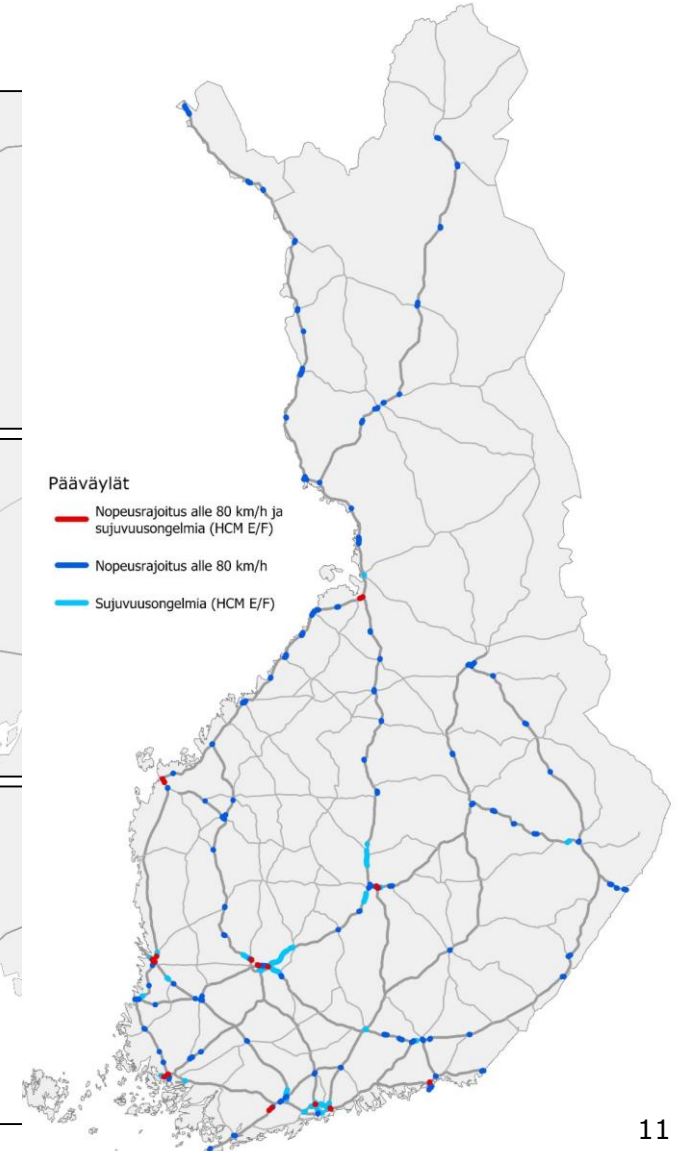 Pääväylät
Nopeusrajoitus alle 80 km/h ja
sujuvuusongelmia (HCM E/F)
Nopeusrajoitus alle 80 km/h
Sujuvuusongelmia (HCM E/F)
11